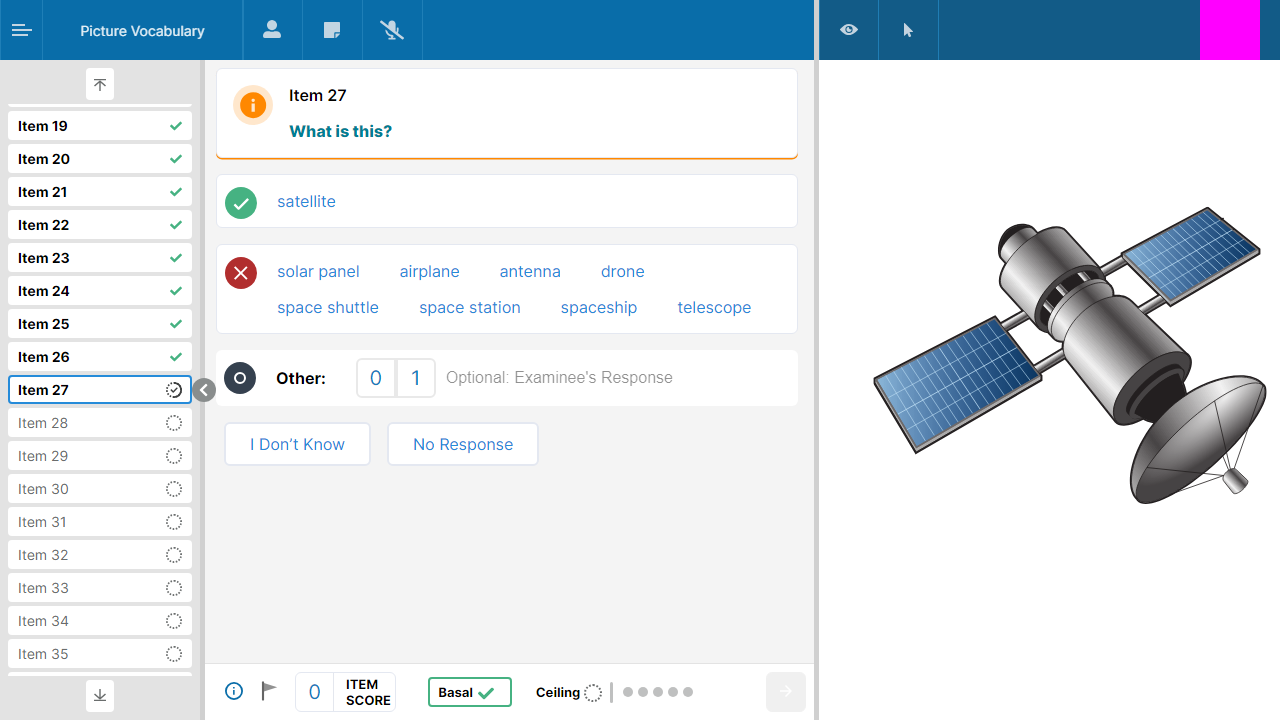 Picture Vocabulary
Item 19
Item 20
Item 21
Item 22
Item 23
Item 24
Item 25
Item 26
Item 27
Item 28
Item 29
Item 30
Item 31
Item 32
Item 33
Item 34
Item 35
Item 27
What is this?
satellite
solar panel airplane antenna drone
space shuttle space station spaceship telescope
Other: 0 1 Optional: Examinee's Response
I Don’t Know No Response
0 ITEM SCORE Basal Ceiling